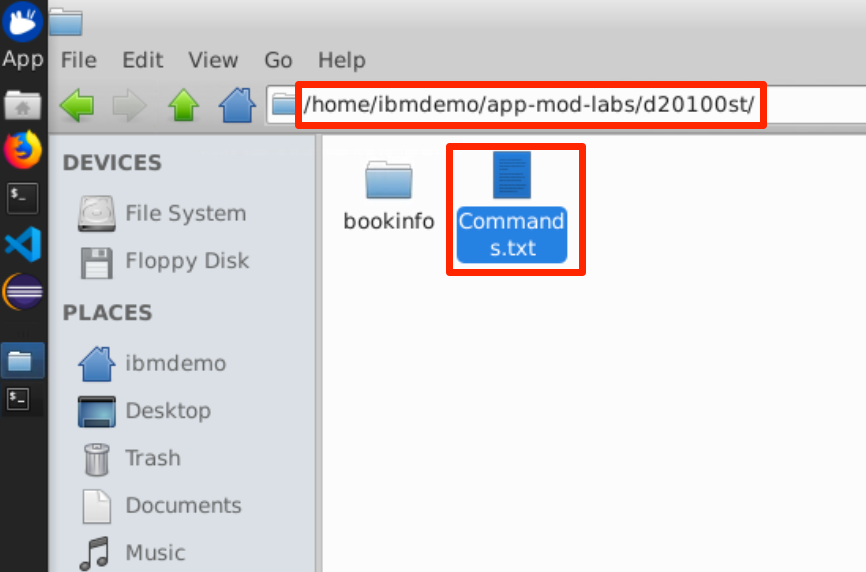 App
File Edit View Go Help
/home/ibmdemo/app-mod-labs/d20100st/
DEVICES
File System
Floppy Disk
PLACES
ibmdemo
Desktop
Trash
Documents
Music
bookinfo
Command
s.txt
$_
$_